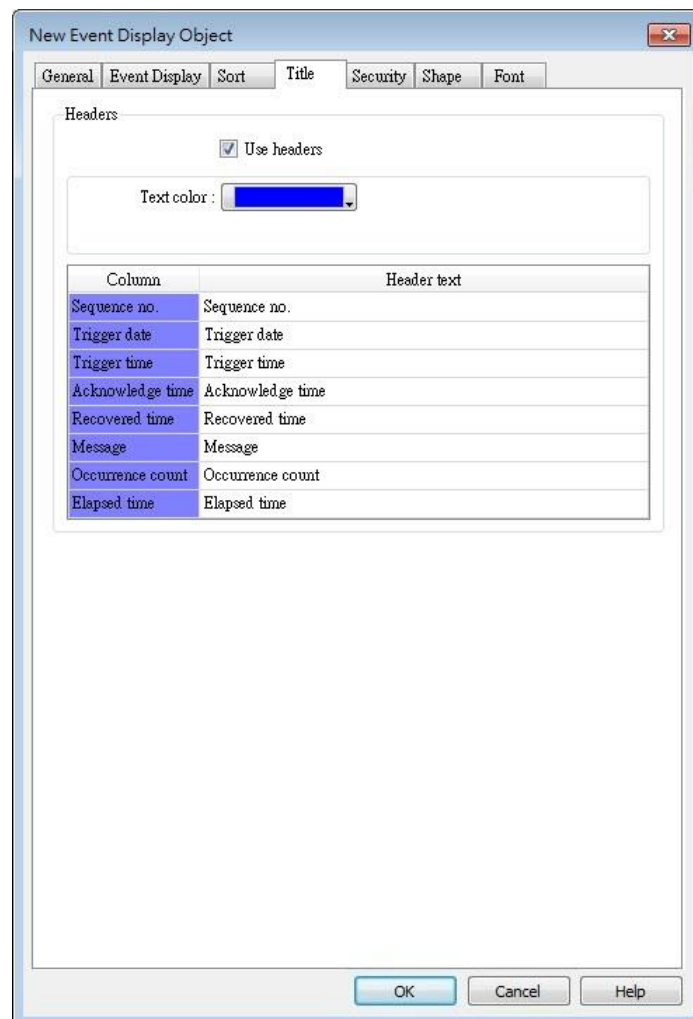 New Event Display Object
General Event Display Sort Title Security Shape Font
Headers
Use headers
Text color :
Column Header text
Sequence no. Sequence no.
Trigger date Trigger date
Trigger time Trigger time
Acknowledge time Acknowledge time
Recovered time Recovered time
Message Message
Occurrence count Occurrence count
Elapsed time Elapsed time
OK Cancel Help